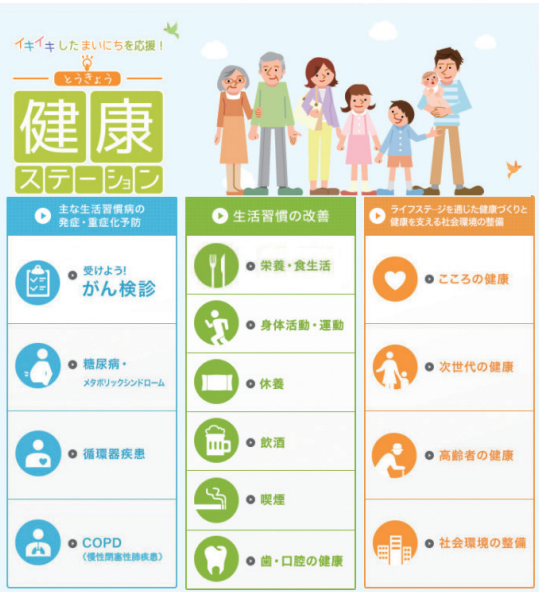 イキイキしたまいにちを応援！
とうきょう
健康
ステーション
主な生活習慣病の
発症・重症化予防
受けよう!
がん検診
糖尿病・
メタボリックシンドローム
循環器疾患
COPD
（慢性閉塞性肺疾患）
生活習慣の改善
栄養・食生活
身体活動・運動
休養
飲酒
喫煙
歯・口腔の健康
ライフステージを通じた健康づくりと
健康を支える社会環境の整備
こころの健康
次世代の健康
高齢者の健康
社会環境の整備